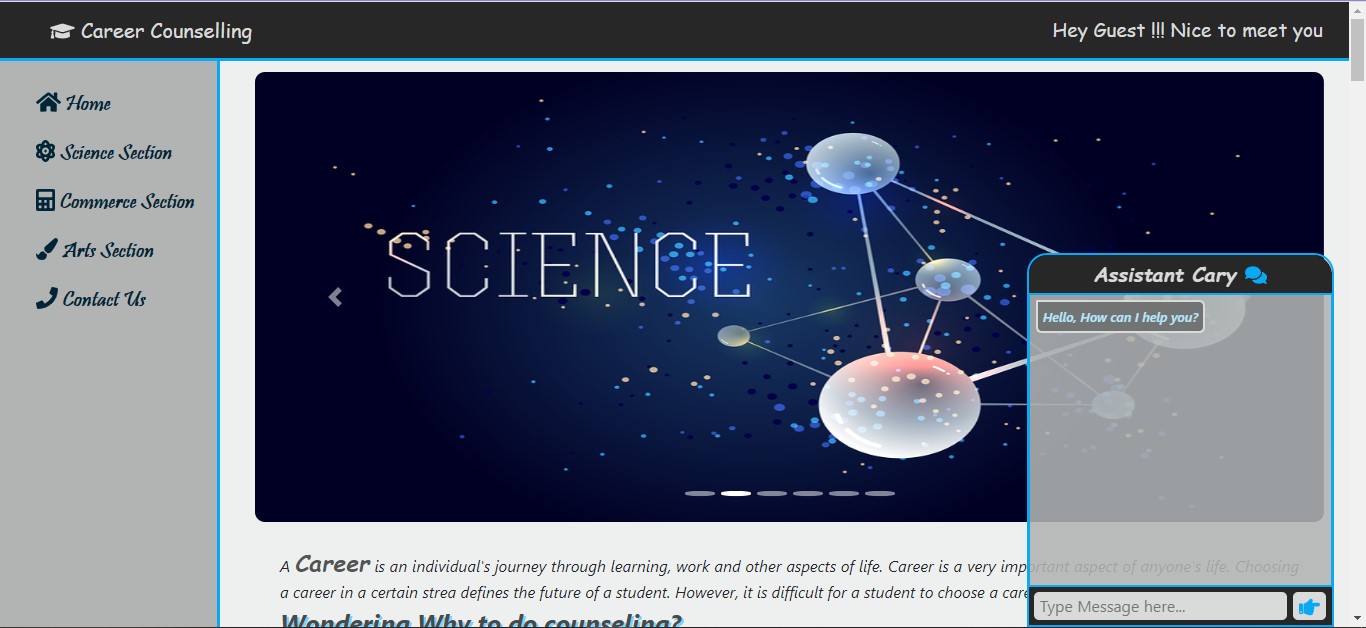 Career Counselling
Hey Guest !!! Nice to meet you
Home
Science Section
Commerce Section
Arts Section
Contact Us
SCIENCE
Assistant Cary
Hello, How can I help you?
Type Message here...
A Career is an individual's journey through learning, work and other aspects of life. Career is a very important aspect of anyone's life. Choosing
a career in a certain strea defines the future of a student. However, it is difficult for a student to choose a
Wondering Why to do counseling?